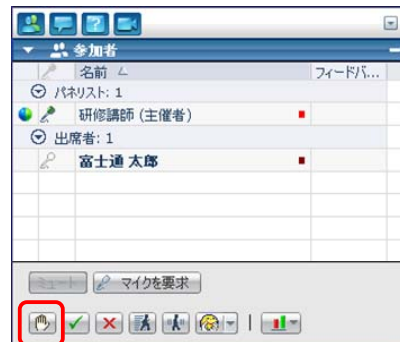 参加者
名前
フィードバ...
パネリスト: 1
研修講師 (主催者)
出席者: 1
富士通 太郎
ミュート
マイクを要求